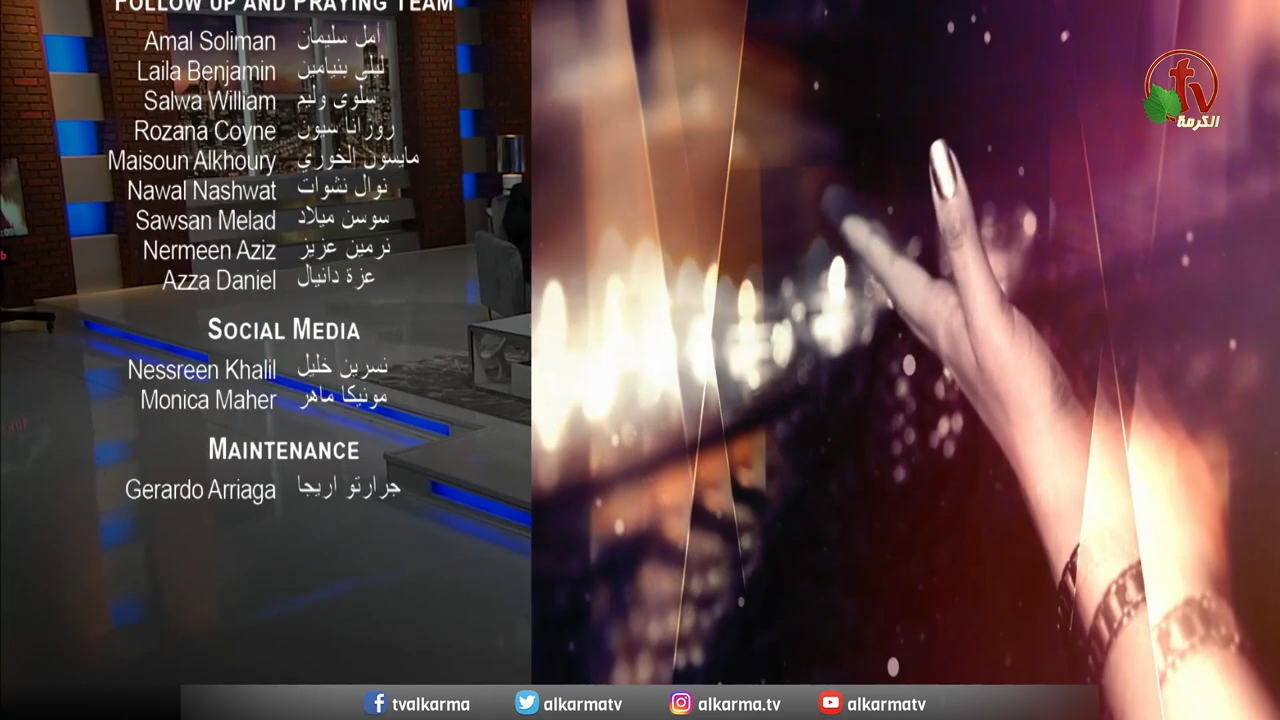 FOLLOW UP AND PRAYING TEAM
Amal Soliman أمل سليمان
Laila Benjamin ليلى بنيامين
Salwa William سلوى وليم
Rozana Coyne روزانا سيون
Maisoun Alkhoury مايسون الخوري
Nawal Nashwat نوال نشوات
Sawsan Melad سوسن ميلاد
Nermeen Aziz نرمين عزيز
Azza Daniel عزة دانيال
SOCIAL MEDIA
Nessreen Khalil نسرين خليل
Monica Maher مونيكا ماهر
MAINTENANCE
Gerardo Arriaga جرارتو اريجا
tv
الكرمة
tvalkarma alkarmatv alkarma.tv alkarmatv